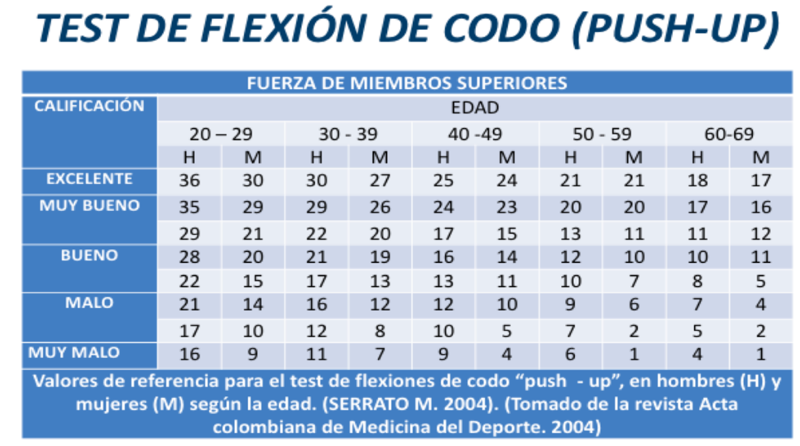 TEST DE FLEXIÓN DE CODO (PUSH-UP)
FUERZA DE MIEMBROS SUPERIORES
CALIFICACIÓN EDAD
20 – 29 30 - 39 40 -49 50 - 59 60-69
H M H M H M H M H M
EXCELENTE 36 30 30 27 25 24 21 21 18 17
MUY BUENO 35 29 29 26 24 23 20 20 17 16
29 21 22 20 17 15 13 11 11 12
BUENO 28 20 21 19 16 14 12 10 10 11
22 15 17 13 13 11 10 7 8 5
MALO 21 14 16 12 12 10 9 6 7 4
17 10 12 8 10 5 7 2 5 2
MUY MALO 16 9 11 7 9 4 6 1 4 1
Valores de referencia para el test de flexiones de codo “push - up”, en hombres (H) y
mujeres (M) según la edad. (SERRATO M. 2004). (Tomado de la revista Acta
colombiana de Medicina del Deporte. 2004)